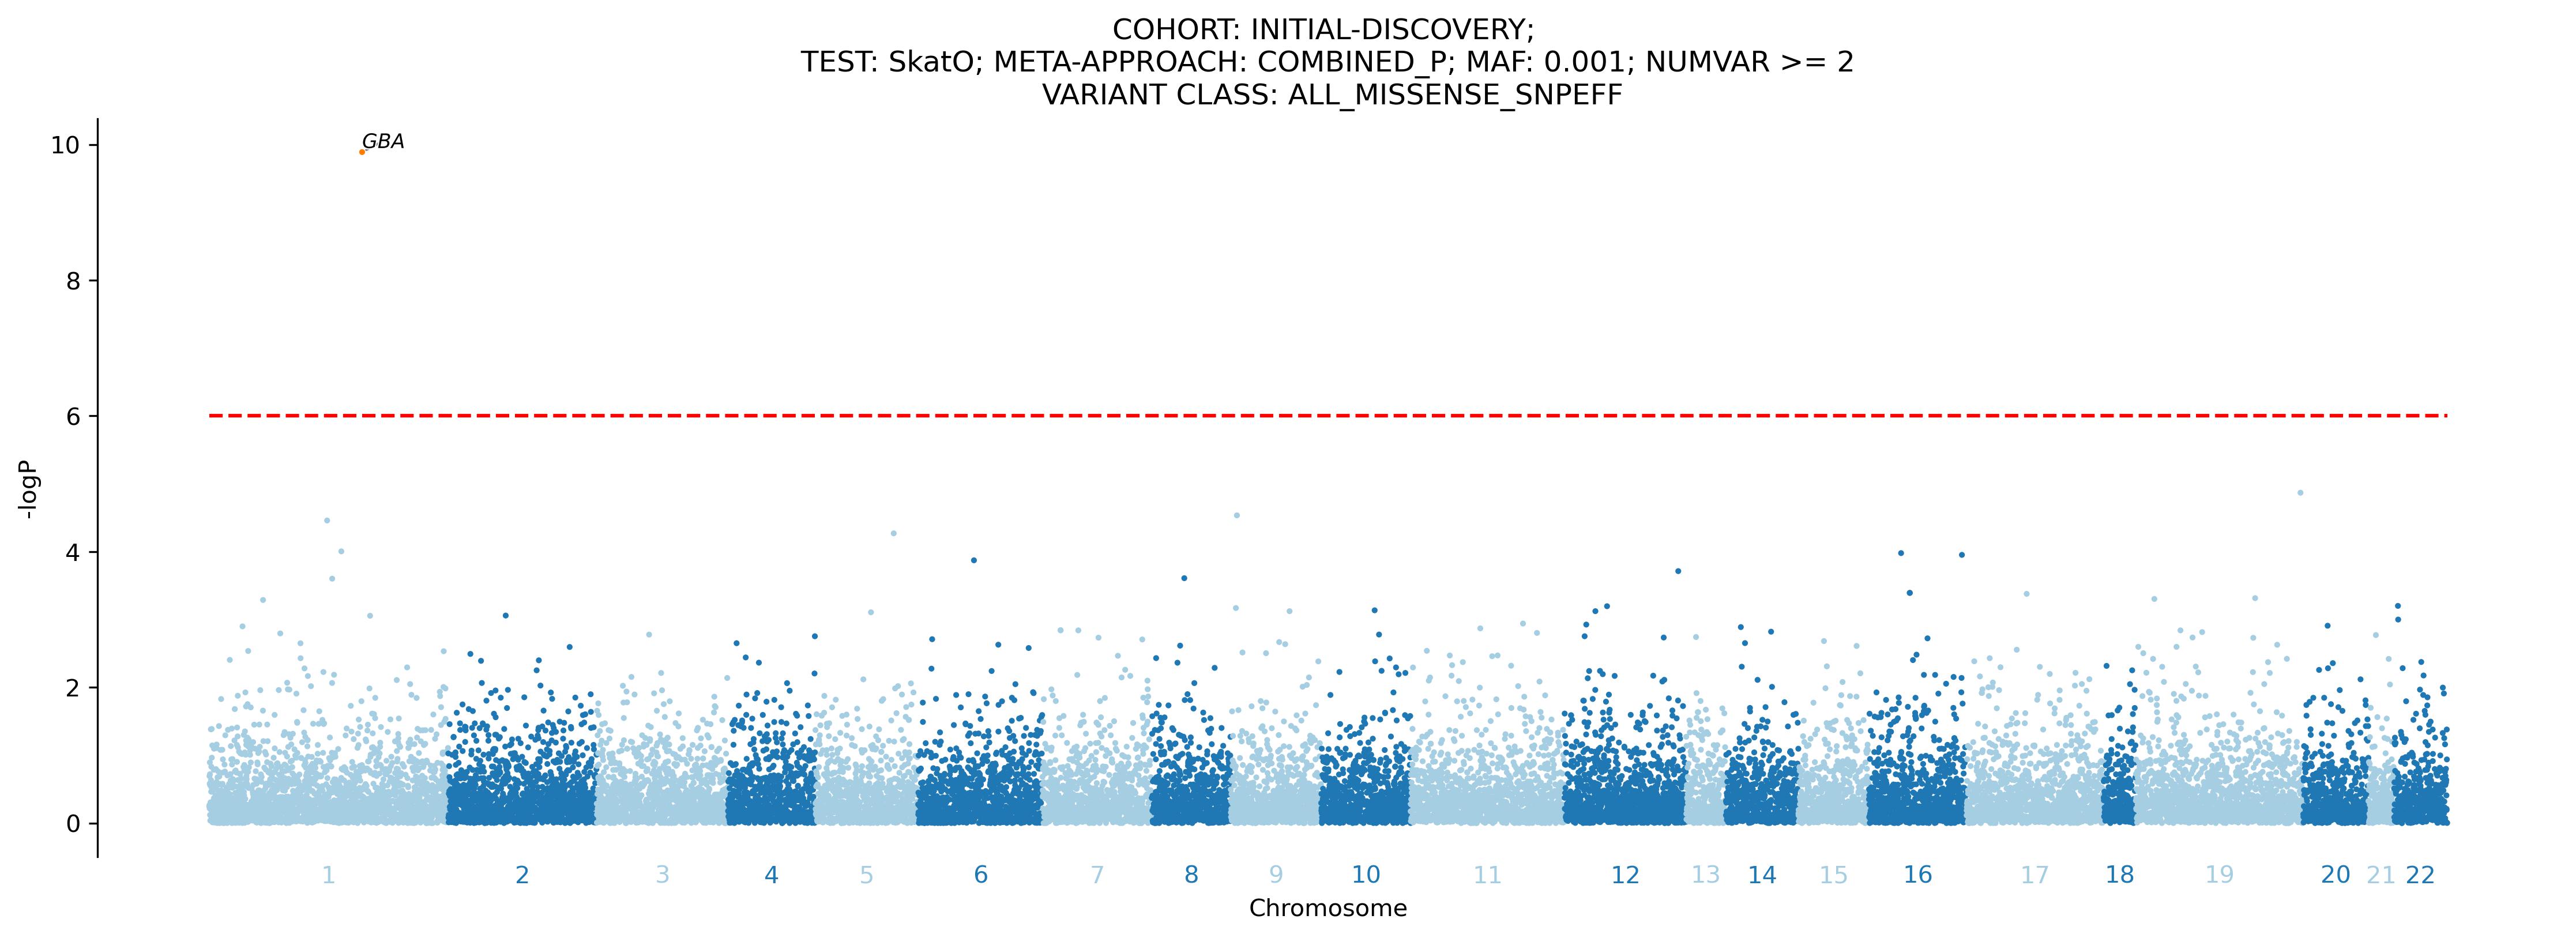 COHORT: INITIAL-DISCOVERY;
TEST: SkatO; META-APPROACH: COMBINED_P; MAF: 0.001; NUMVAR >= 2
VARIANT CLASS: ALL_MISSENSE_SNPEFF
10
GBA
8
6
4
2
0
-logP
1 2 3 4 5 6 7 8 9 10 11 12 13 14 15 16 17 18 19 20 21 22
Chromosome